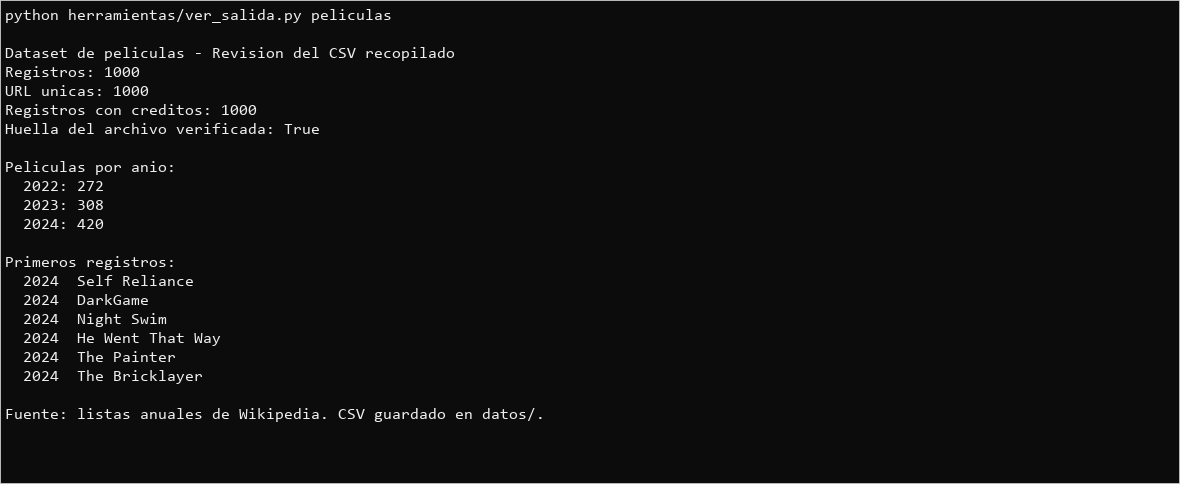 python herramientas/ver_salida.py peliculas
Dataset de peliculas - Revision del CSV recopilado
Registros: 1000
URL unicas: 1000
Registros con creditos: 1000
Huella del archivo verificada: True
Peliculas por anio:
2022: 272
2023: 308
2024: 420
Primeros registros:
2024  Self Reliance
2024  DarkGame
2024  Night Swim
2024  He Went That Way
2024  The Painter
2024  The Bricklayer
Fuente: listas anuales de Wikipedia. CSV guardado en datos/.